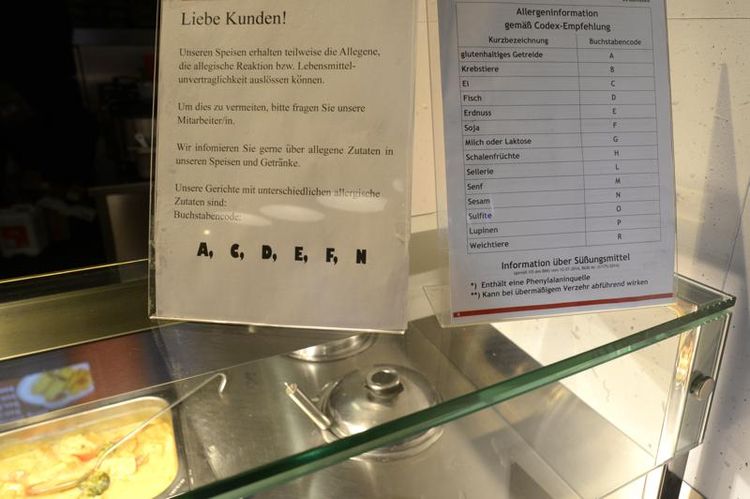 Liebe Kunden!
Unseren Speisen erhalten teilweise die Allegene,
die allegische Reaktion bzw. Lebensmittel-
unvertraglichkeit auslössen können.
Um dies zu vermeiten, bitte fragen Sie unsere
Mitarbeiter/in.
Wir infomieren Sie gerne über allegene Zutaten in
unseren Speisen und Getränke.
Unsere Gerichte mit unterschiedlichen allergische
Zutaten sind:
Buchstabencode:
A, C, D, E, F, N
Allergeninformation
gemäß Codex-Empfehlung
Kurzbezeichnung Buchstabencode
glutenhaltiges Getreide A
Krebstiere B
Ei C
Fisch D
Erdnuss E
Soja F
Milch oder Laktose G
Schalenfrüchte H
Sellerie L
Senf M
Sesam N
Sulfite O
Lupinen P
Weichtiere R
Information über Süßungsmittel
*) Enthält eine Phenylalaninquelle
**) Kann bei übermäßigem Verzehr abführend wirken